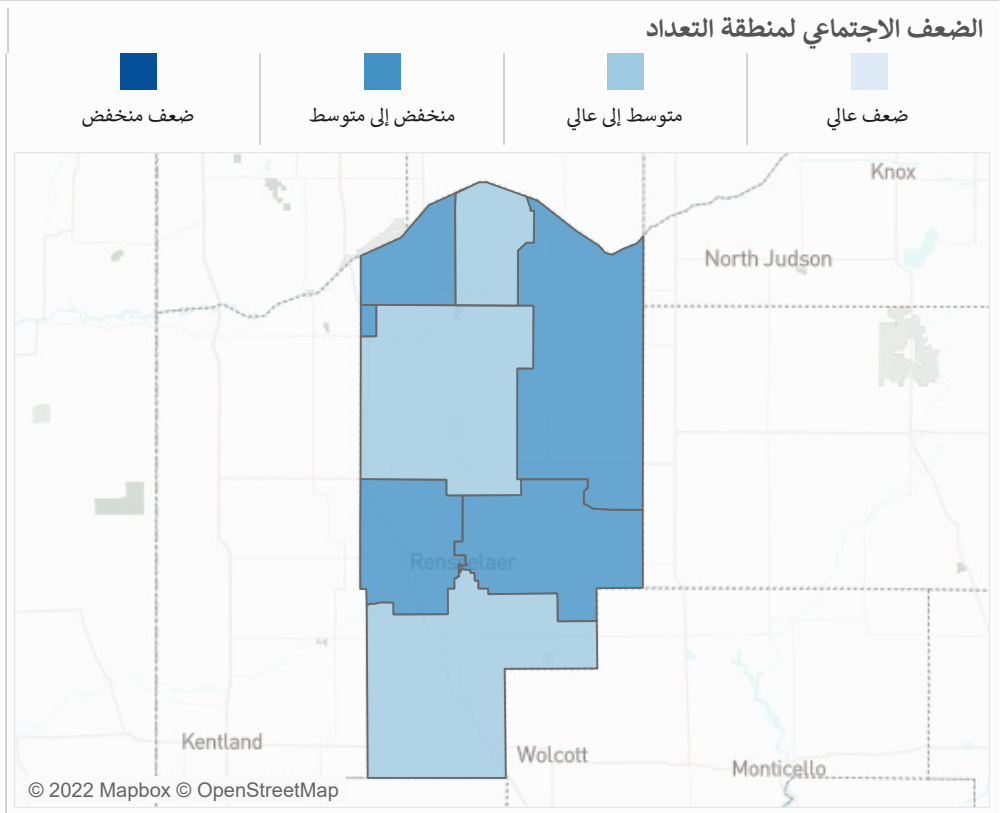 الضعف الاجتماعي لمنطقة التعداد
ضعف عالي
متوسط إلى عالي
منخفض إلى متوسط
ضعف منخفض
Knox
North Judson
Rensselaer
Kentland
Wolcott
Monticello
© 2022 Mapbox © OpenStreetMap